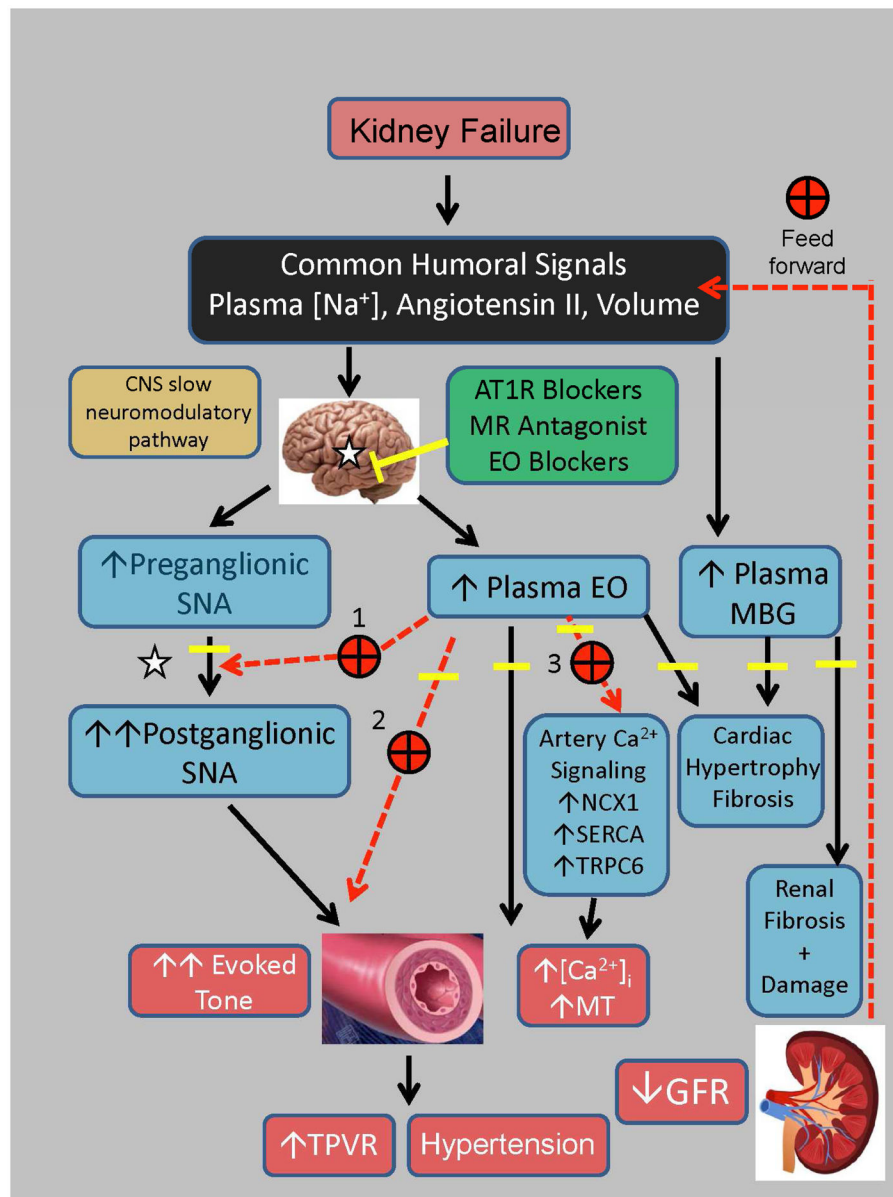 Kidney Failure
Feed
forward
Common Humoral Signals
Plasma [Na⁺], Angiotensin II, Volume
CNS slow
neuromodulatory
pathway
AT1R Blockers
MR Antagonist
EO Blockers
↑Preganglionic
SNA
↑ Plasma EO
↑ Plasma
MBG
1
2
3
↑↑Postganglionic
SNA
Artery Ca²⁺
Signaling
↑NCX1
↑SERCA
↑TRPC6
Cardiac
Hypertrophy
Fibrosis
Renal
Fibrosis
+
Damage
↑↑ Evoked
Tone
↑[Ca²⁺]ᵢ
↑MT
↓GFR
↑TPVR
Hypertension